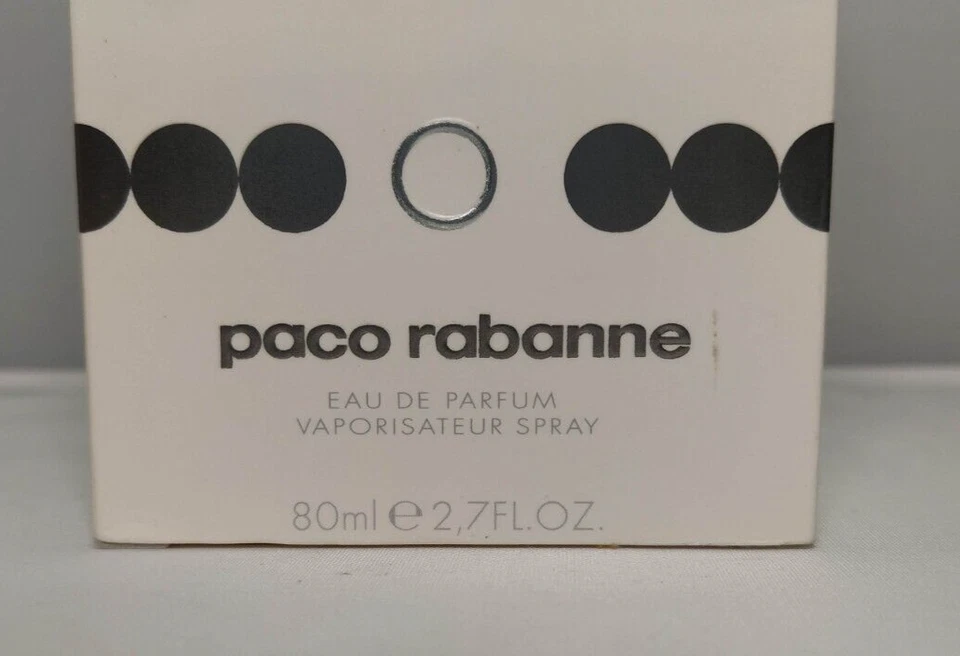 paco rabanne
EAU DE PARFUM
VAPORISATEUR SPRAY
80ml ℮ 2,7FL.OZ.